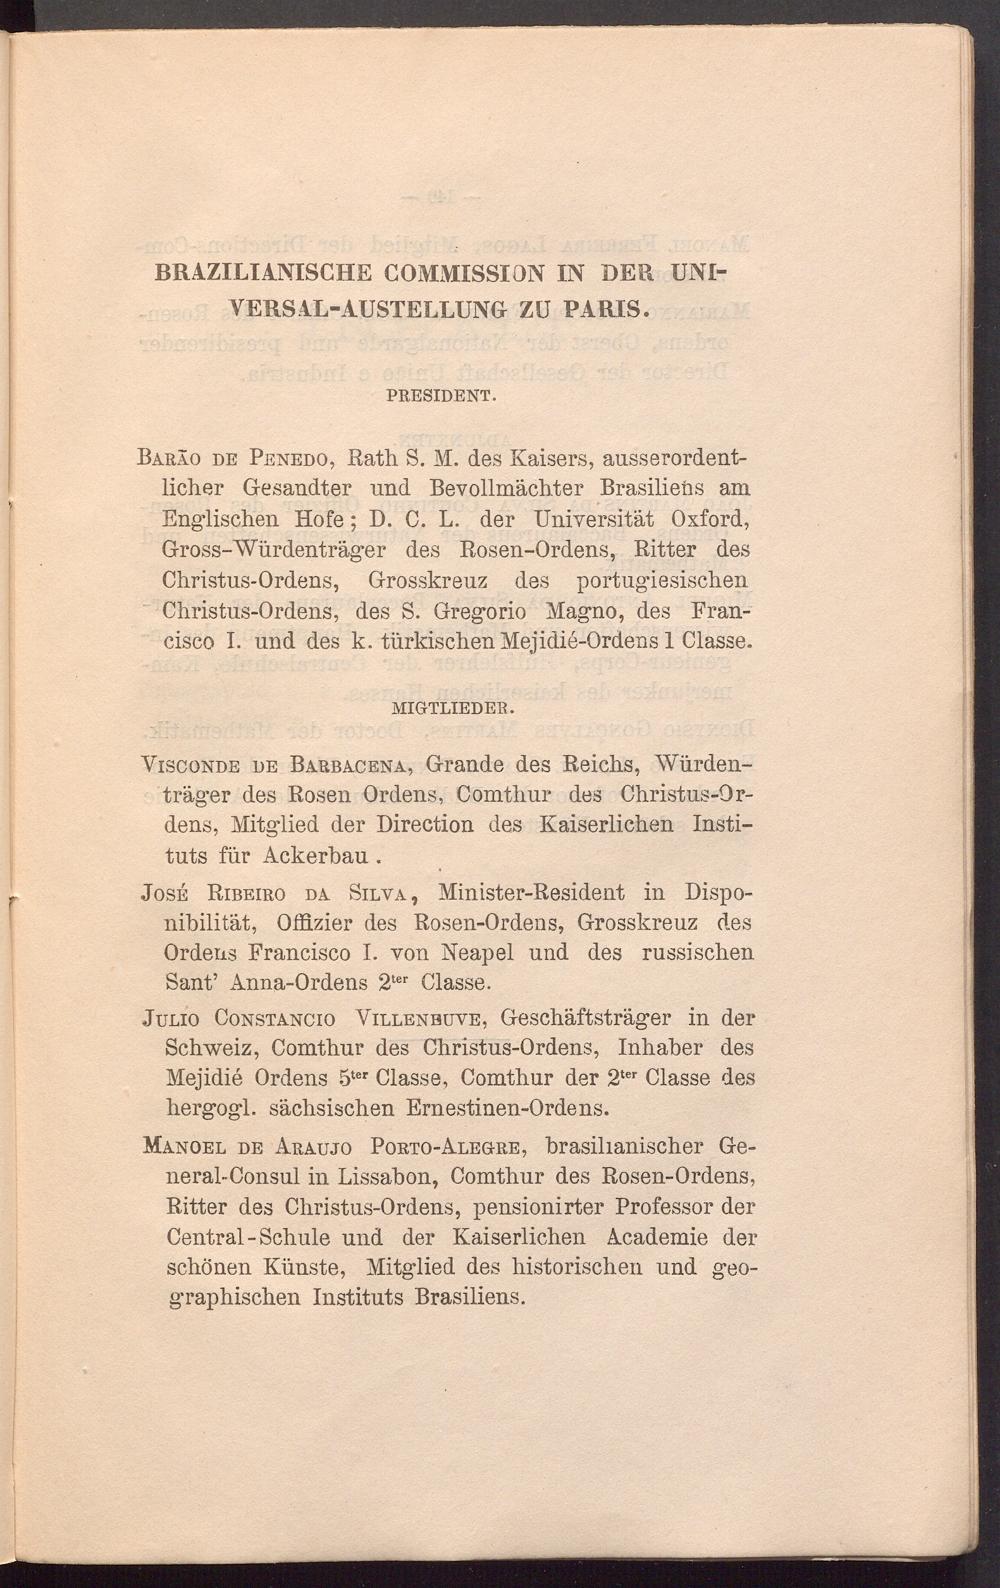 BRAZILIANISCHE COMMISSION IN DER UNI-
VERSAL-AUSTELLUNG ZU PARIS.
PRESIDENT.
BARÃO DE PENEDO, Rath S. M. des Kaisers, ausserordent-
licher Gesandter und Bevollmächter Brasiliens am
Englischen Hofe; D. C. L. der Universität Oxford,
Gross-Würdenträger des Rosen-Ordens, Ritter des
Christus-Ordens, Grosskreuz des portugiesischen
Christus-Ordens, des S. Gregorio Magno, des Fran-
cisco I. und des k. türkischen Mejidié-Ordens 1 Classe.
MIGTLIEDER.
VISCONDE DE BARBACENA, Grande des Reichs, Würden-
träger des Rosen Ordens, Comthur des Christus-Or-
dens, Mitglied der Direction des Kaiserlichen Insti-
tuts für Ackerbau.
JOSÉ RIBEIRO DA SILVA, Minister-Resident in Dispo-
nibilität, Offizier des Rosen-Ordens, Grosskreuz des
Ordens Francisco I. von Neapel und des russischen
Sant' Anna-Ordens 2ter Classe.
JULIO CONSTANCIO VILLENEUVE, Geschäftsträger in der
Schweiz, Comthur des Christus-Ordens, Inhaber des
Mejidié Ordens 5ter Classe, Comthur der 2ter Classe des
hergogl. sächsischen Ernestinen-Ordens.
MANOEL DE ARAUJO PORTO-ALEGRE, brasilianischer Ge-
neral-Consul in Lissabon, Comthur des Rosen-Ordens,
Ritter des Christus-Ordens, pensionirter Professor der
Central-Schule und der Kaiserlichen Academie der
schönen Künste, Mitglied des historischen und geo-
graphischen Instituts Brasiliens.